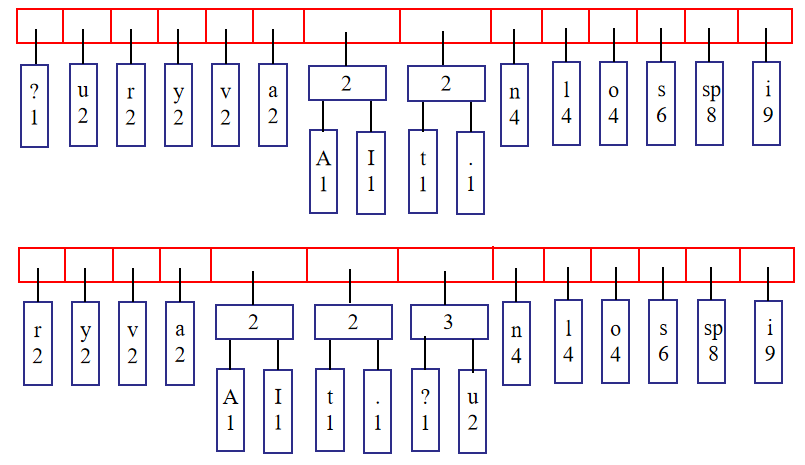 ? u r y v a 2 2 n l o s sp i
1 2 2 2 2 2 4 4 4 6 8 9
A I t .
1 1 1 1
r y v a 2 2 3 n l o s sp i
2 2 2 2 4 4 4 6 8 9
A I t . ? u
1 1 1 1 1 2